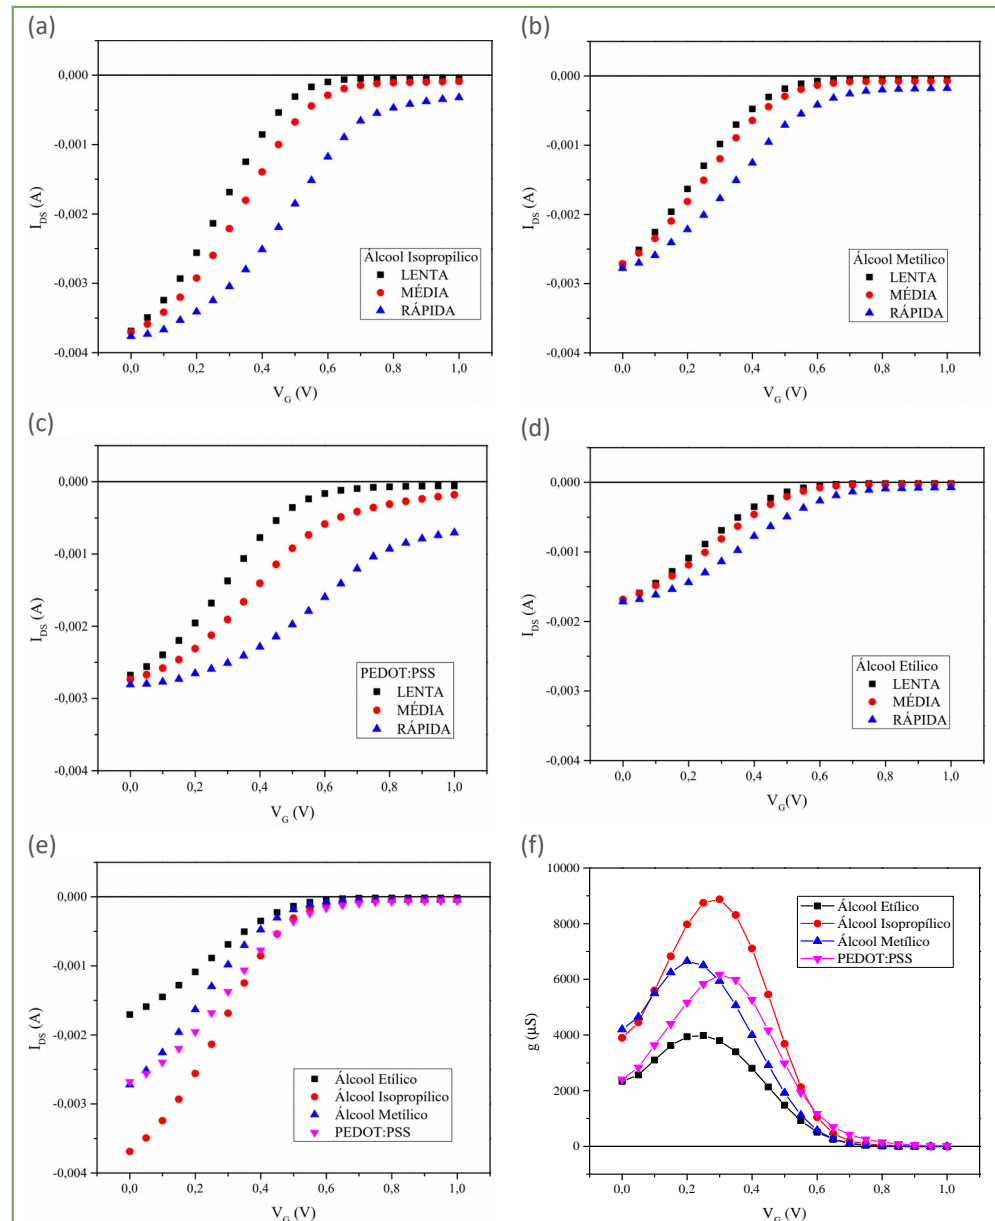 (a)
0,000
-0,001
-0,002
-0,003
-0,004
I_DS (A)
Álcool Isopropílico
LENTA
MÉDIA
RÁPIDA
0,0 0,2 0,4 0,6 0,8 1,0
V_G (V)
(b)
0,000
-0,001
-0,002
-0,003
-0,004
I_DS (A)
Álcool Metílico
LENTA
MÉDIA
RÁPIDA
0,0 0,2 0,4 0,6 0,8 1,0
V_G (V)
(c)
0,000
-0,001
-0,002
-0,003
-0,004
I_DS (A)
PEDOT:PSS
LENTA
MÉDIA
RÁPIDA
0,0 0,2 0,4 0,6 0,8 1,0
V_G (V)
(d)
0,000
-0,001
-0,002
-0,003
-0,004
I_DS (A)
Álcool Etílico
LENTA
MÉDIA
RÁPIDA
0,0 0,2 0,4 0,6 0,8 1,0
V_G(V)
(e)
0,000
-0,001
-0,002
-0,003
-0,004
I_DS (A)
Álcool Etílico
Álcool Isopropílico
Álcool Metílico
PEDOT:PSS
0,0 0,2 0,4 0,6 0,8 1,0
V_G (V)
(f)
10000
8000
6000
4000
2000
0
g (μS)
Álcool Etílico
Álcool Isopropílico
Álcool Metílico
PEDOT:PSS
0,0 0,2 0,4 0,6 0,8 1,0
V_G (V)